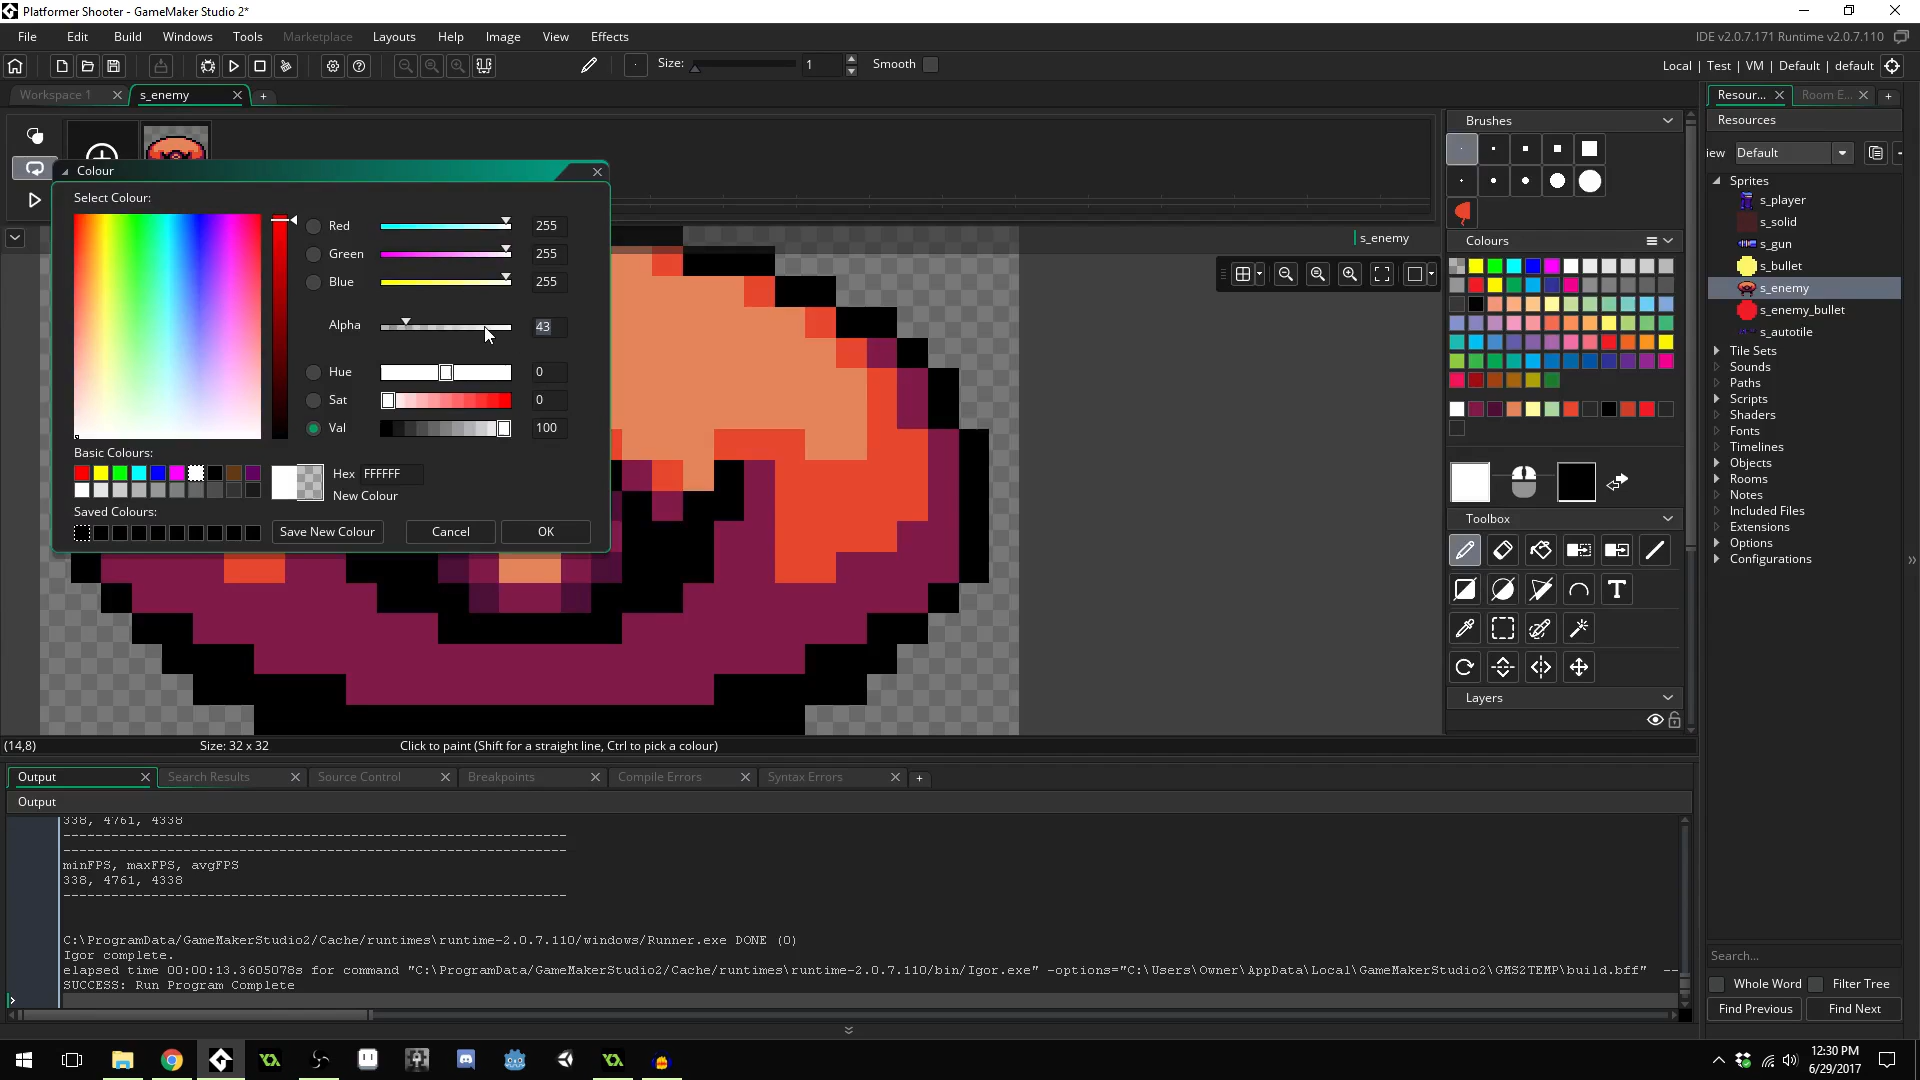 Platformer Shooter - GameMaker Studio 2*
File Edit Build Windows Tools Marketplace Layouts Help Image View Effects
IDE v2.0.7.171 Runtime v2.0.7.110
Size: 1 Smooth
Local | Test | VM | Default | default
Workspace 1 s_enemy
Resour... Room E...
Resources
Brushes
iew Default
Colour
Select Colour:
Red 255
Green 255
Blue 255
Alpha 43
Hue 0
Sat 0
Val 100
Basic Colours:
Hex FFFFFF
New Colour
Saved Colours:
Save New Colour Cancel OK
s_enemy
Colours
Toolbox
T
Layers
Sprites
s_player
s_solid
s_gun
s_bullet
s_enemy
s_enemy_bullet
s_autotile
Tile Sets
Sounds
Paths
Scripts
Shaders
Fonts
Timelines
Objects
Rooms
Notes
Included Files
Extensions
Options
Configurations
(14,8) Size: 32 x 32 Click to paint (Shift for a straight line, Ctrl to pick a colour)
Output Search Results Source Control Breakpoints Compile Errors Syntax Errors
Output
338, 4761, 4338
----------------------------------------------------------------
----------------------------------------------------------------
minFPS, maxFPS, avgFPS
338, 4761, 4338
----------------------------------------------------------------
C:\ProgramData/GameMakerStudio2/Cache/runtimes\runtime-2.0.7.110/windows/Runner.exe DONE (0)
Igor complete.
elapsed time 00:00:13.3605078s for command "C:\ProgramData/GameMakerStudio2/Cache/runtimes\runtime-2.0.7.110/bin/Igor.exe" -options="C:\Users\Owner\AppData\Local\GameMakerStudio2\GMS2TEMP\build.bff" --
SUCCESS: Run Program Complete
Search...
Whole Word Filter Tree
Find Previous Find Next
12:30 PM
6/29/2017